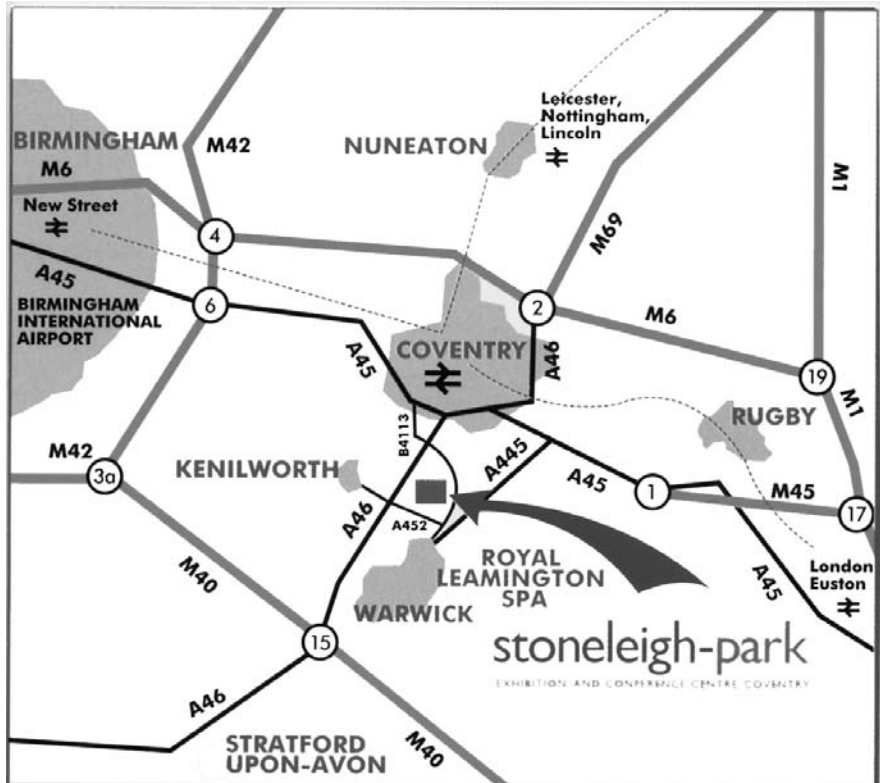 Leicester,
Nottingham,
Lincoln
BIRMINGHAM
M42
NUNEATON
M6
M1
New Street
4
M69
A45
6
2
M6
BIRMINGHAM
INTERNATIONAL
AIRPORT
A45
COVENTRY
A46
19
M1
RUGBY
B4113
M42
3a
KENILWORTH
A445
A45
1
M45
17
A46
A452
M40
ROYAL
LEAMINGTON
SPA
A45
London
Euston
WARWICK
15
stoneleigh-park
EXHIBITION AND CONFERENCE CENTRE COVENTRY
A46
STRATFORD
UPON-AVON
M40